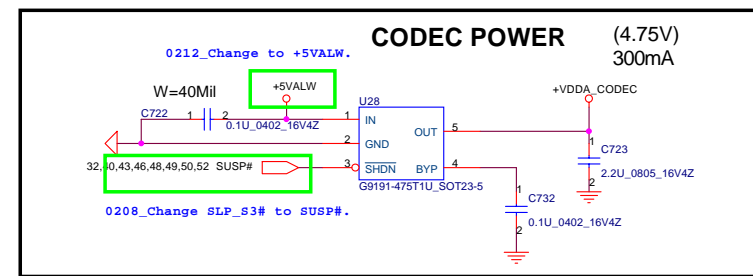 CODEC POWER
(4.75V)
300mA
0212_Change to +5VALW.
W=40Mil
+5VALW
+VDDA_CODEC
C722
1
2
0.1U_0402_16V4Z
U28
1
IN
2
GND
3
SHDN
OUT
5
BYP
4
G9191-475T1U_SOT23-5
32,40,43,46,48,49,50,52 SUSP#
0208_Change SLP_S3# to SUSP#.
1
C723
2
2.2U_0805_16V4Z
1
C732
2
0.1U_0402_16V4Z